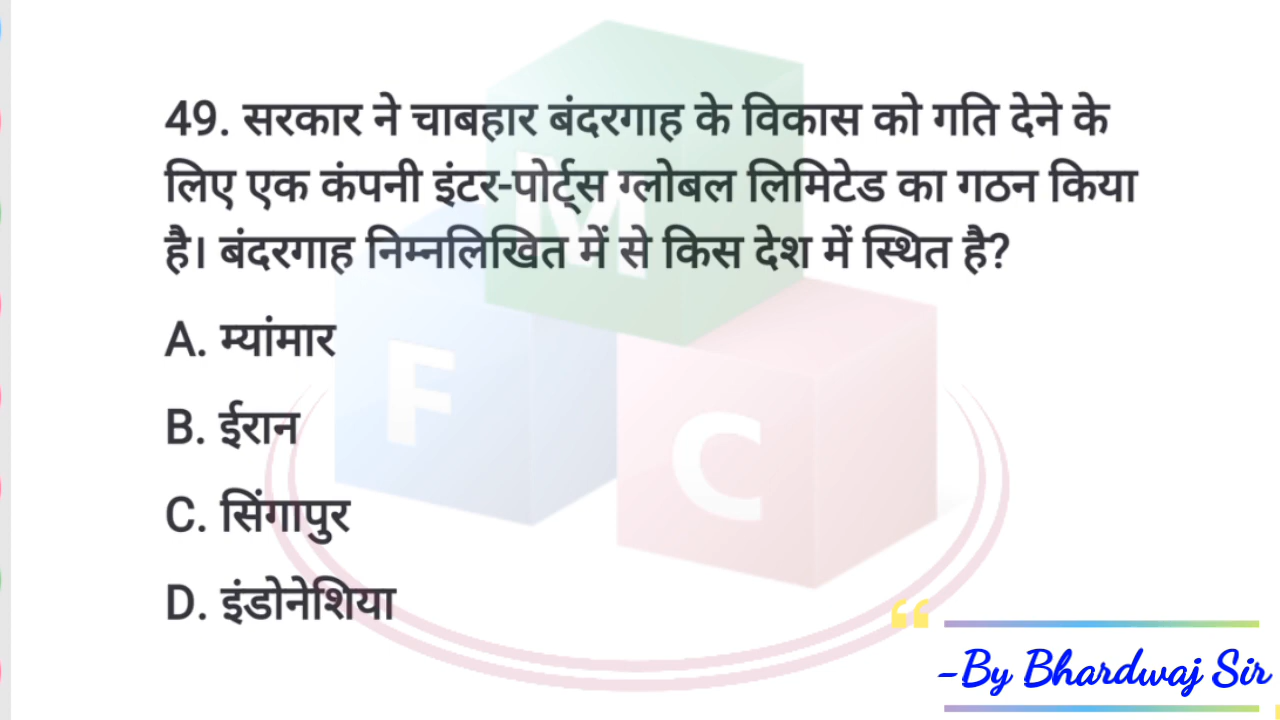 49. सरकार ने चाबहार बंदरगाह के विकास को गति देने के
लिए एक कंपनी इंटर-पोर्ट्स ग्लोबल लिमिटेड का गठन किया
है। बंदरगाह निम्नलिखित में से किस देश में स्थित है?
A. म्यांमार
B. ईरान
C. सिंगापुर
D. इंडोनेशिया
M
F
C
“
-By Bhardwaj Sir